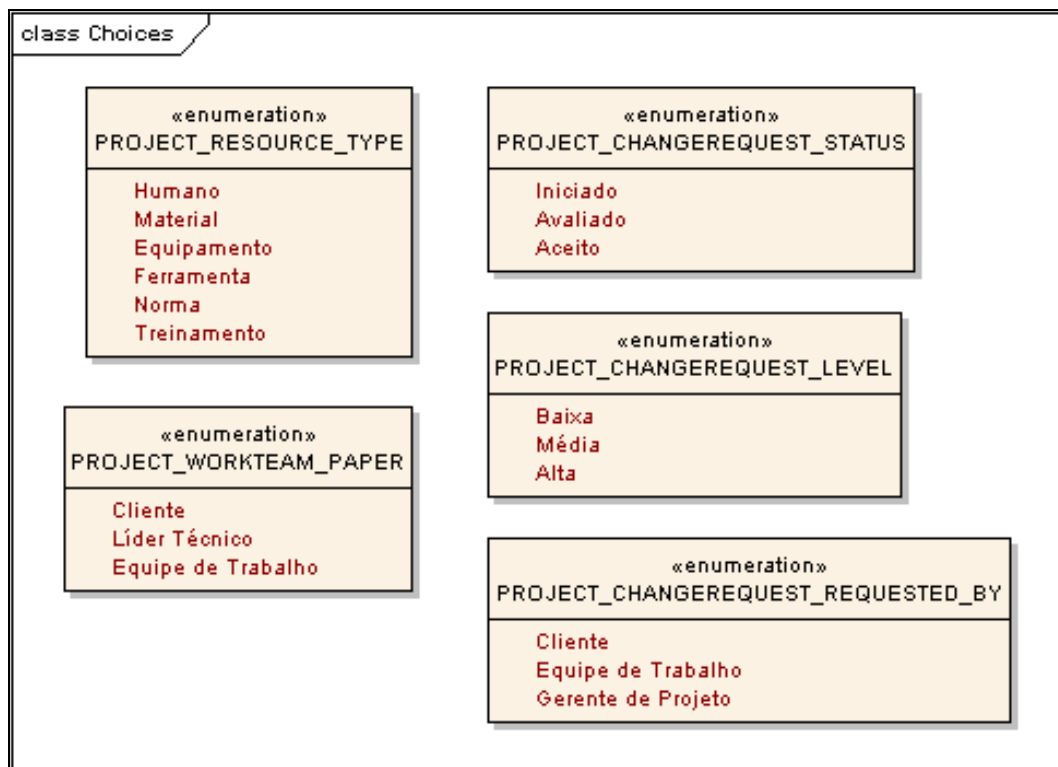 class Choices
«enumeration»
PROJECT_RESOURCE_TYPE
Humano
Material
Equipamento
Ferramenta
Norma
Treinamento
«enumeration»
PROJECT_WORKTEAM_PAPER
Cliente
Líder Técnico
Equipe de Trabalho
«enumeration»
PROJECT_CHANGEREQUEST_STATUS
Iniciado
Avaliado
Aceito
«enumeration»
PROJECT_CHANGEREQUEST_LEVEL
Baixa
Média
Alta
«enumeration»
PROJECT_CHANGEREQUEST_REQUESTED_BY
Cliente
Equipe de Trabalho
Gerente de Projeto